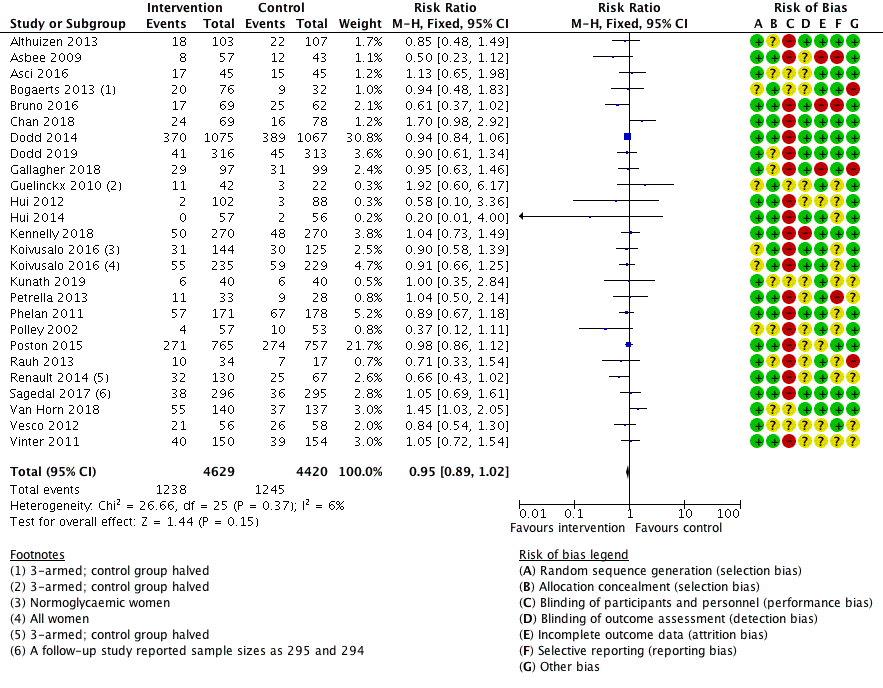 Intervention Control Risk Ratio Risk Ratio Risk of Bias
Study or Subgroup Events Total Events Total Weight M-H, Fixed, 95% CI M-H, Fixed, 95% CI A B C D E F G
Althuizen 2013 18 103 22 107 1.7% 0.85 [0.48, 1.49]
Asbee 2009 8 57 12 43 1.1% 0.50 [0.23, 1.12]
Asci 2016 17 45 15 45 1.2% 1.13 [0.65, 1.98]
Bogaerts 2013 (1) 20 76 9 32 1.0% 0.94 [0.48, 1.83]
Bruno 2016 17 69 25 62 2.1% 0.61 [0.37, 1.02]
Chan 2018 24 69 16 78 1.2% 1.70 [0.98, 2.92]
Dodd 2014 370 1075 389 1067 30.8% 0.94 [0.84, 1.06]
Dodd 2019 41 316 45 313 3.6% 0.90 [0.61, 1.34]
Gallagher 2018 29 97 31 99 2.4% 0.95 [0.63, 1.46]
Guelinckx 2010 (2) 11 42 3 22 0.3% 1.92 [0.60, 6.17]
Hui 2012 2 102 3 88 0.3% 0.58 [0.10, 3.36]
Hui 2014 0 57 2 56 0.2% 0.20 [0.01, 4.00]
Kennelly 2018 50 270 48 270 3.8% 1.04 [0.73, 1.49]
Koivusalo 2016 (3) 31 144 30 125 2.5% 0.90 [0.58, 1.39]
Koivusalo 2016 (4) 55 235 59 229 4.7% 0.91 [0.66, 1.25]
Kunath 2019 6 40 6 40 0.5% 1.00 [0.35, 2.84]
Petrella 2013 11 33 9 28 0.8% 1.04 [0.50, 2.14]
Phelan 2011 57 171 67 178 5.2% 0.89 [0.67, 1.18]
Polley 2002 4 57 10 53 0.8% 0.37 [0.12, 1.11]
Poston 2015 271 765 274 757 21.7% 0.98 [0.86, 1.12]
Rauh 2013 10 34 7 17 0.7% 0.71 [0.33, 1.54]
Renault 2014 (5) 32 130 25 67 2.6% 0.66 [0.43, 1.02]
Sagedal 2017 (6) 38 296 36 295 2.8% 1.05 [0.69, 1.61]
Van Horn 2018 55 140 37 137 3.0% 1.45 [1.03, 2.05]
Vesco 2012 21 56 26 58 2.0% 0.84 [0.54, 1.30]
Vinter 2011 40 150 39 154 3.0% 1.05 [0.72, 1.54]
Total (95% CI) 4629 4420 100.0% 0.95 [0.89, 1.02]
Total events 1238 1245
Heterogeneity: Chi² = 26.66, df = 25 (P = 0.37); I² = 6%
Test for overall effect: Z = 1.44 (P = 0.15)
0.01 0.1 1 10 100
Favours intervention Favours control
Footnotes
(1) 3-armed; control group halved
(2) 3-armed; control group halved
(3) Normoglycaemic women
(4) All women
(5) 3-armed; control group halved
(6) A follow-up study reported sample sizes as 295 and 294
Risk of bias legend
(A) Random sequence generation (selection bias)
(B) Allocation concealment (selection bias)
(C) Blinding of participants and personnel (performance bias)
(D) Blinding of outcome assessment (detection bias)
(E) Incomplete outcome data (attrition bias)
(F) Selective reporting (reporting bias)
(G) Other bias